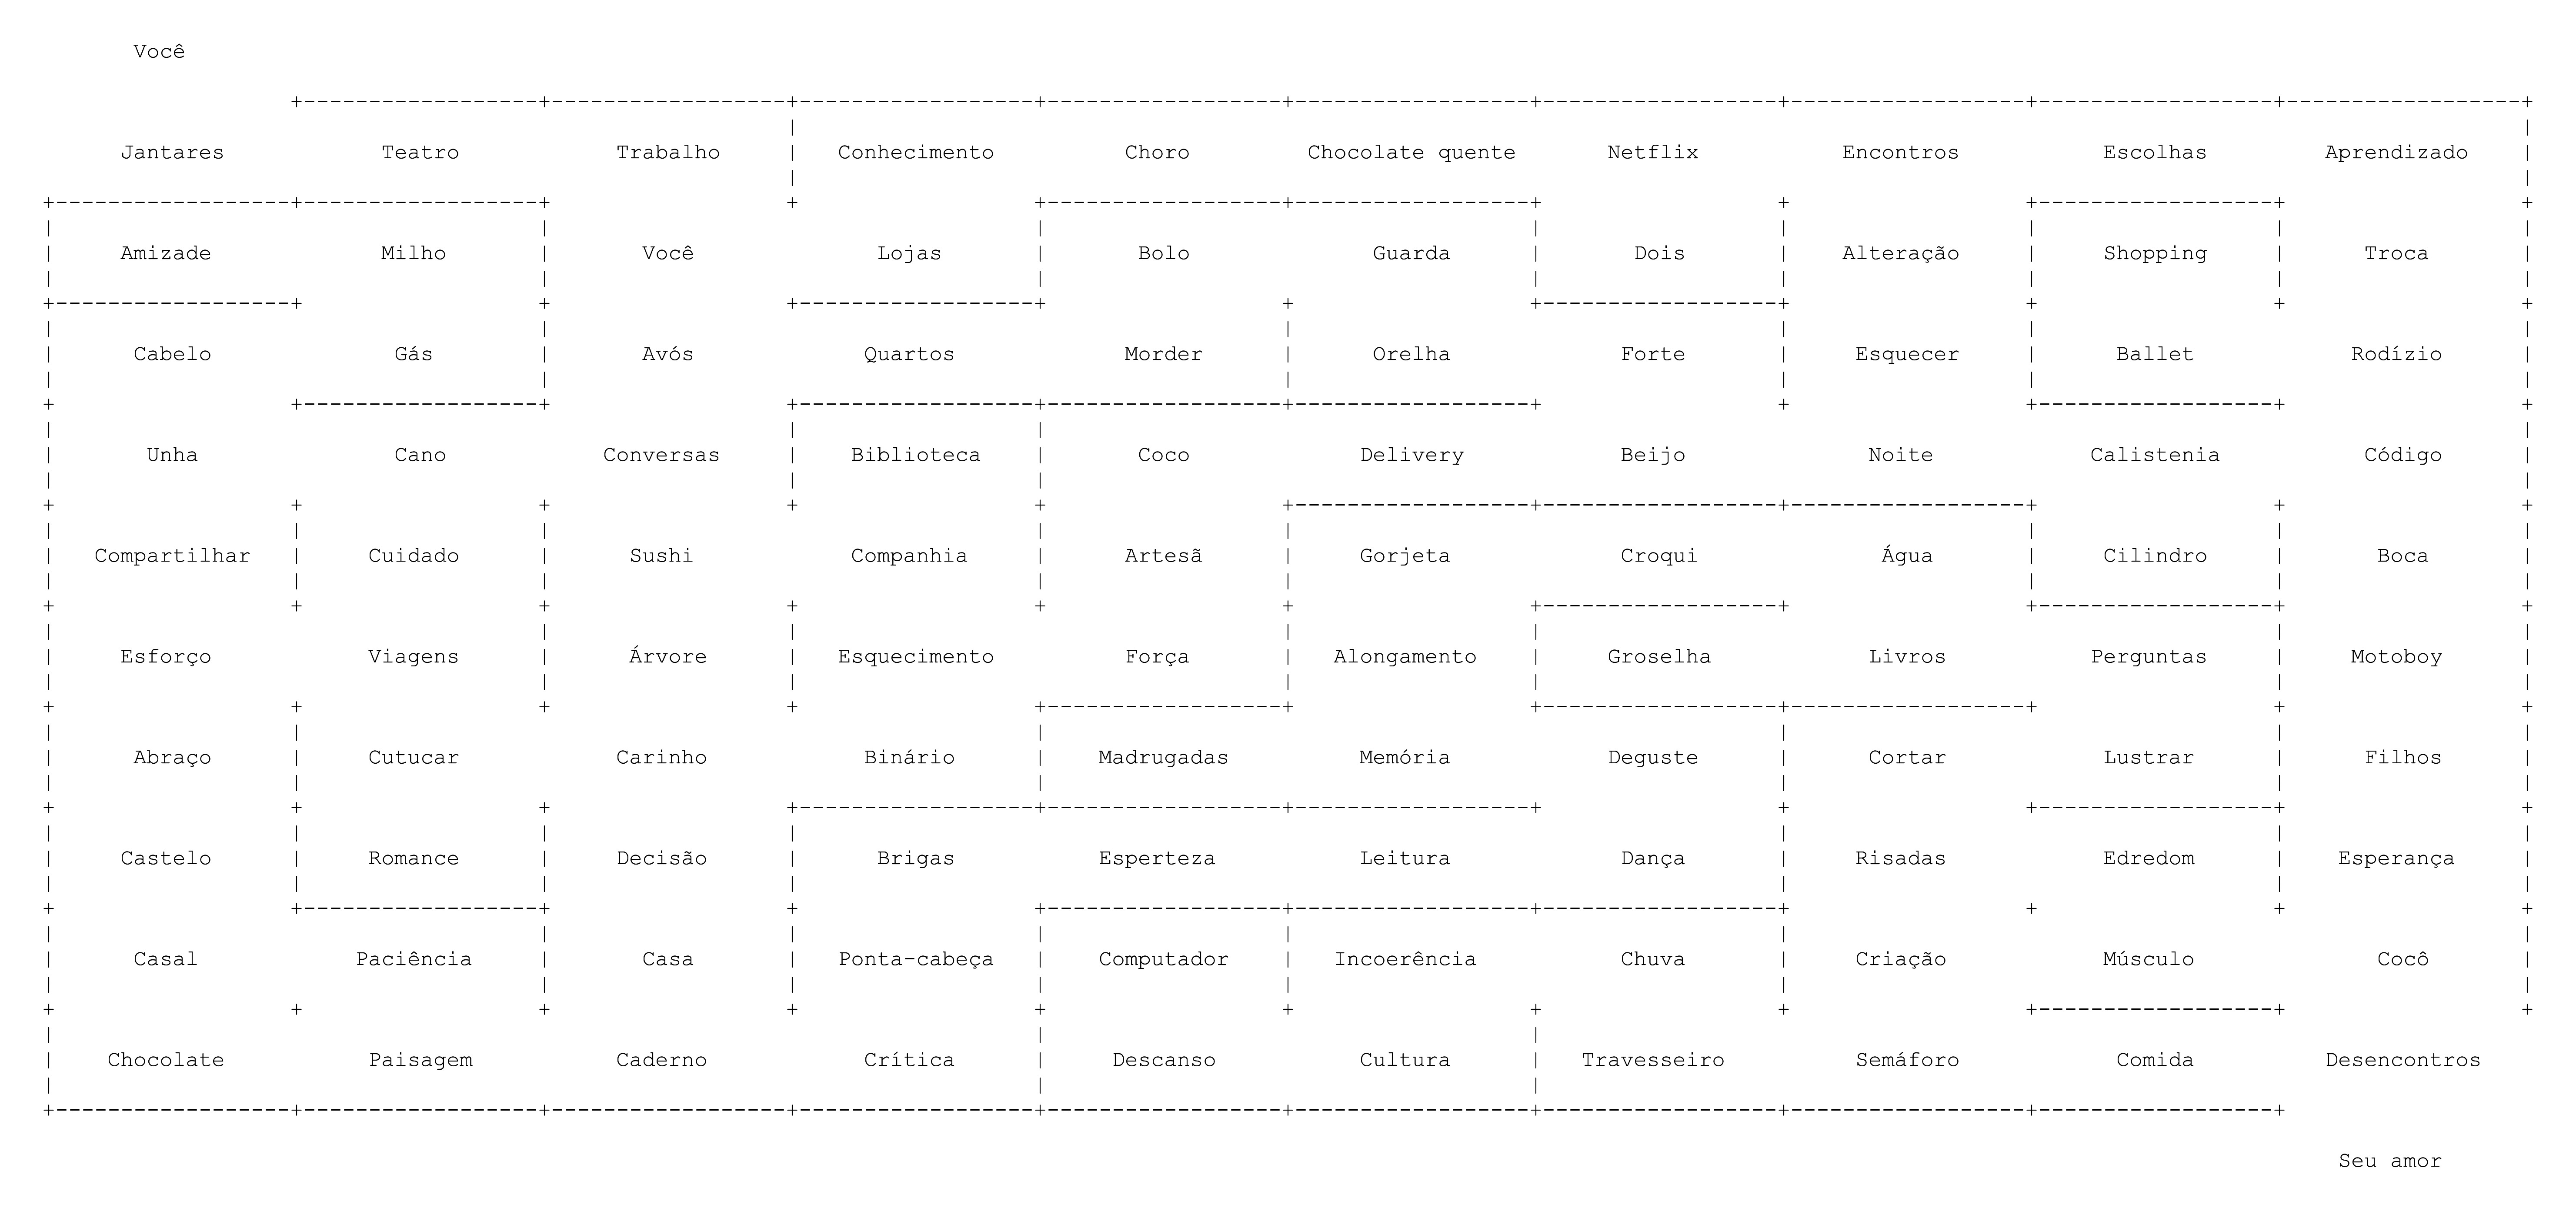 Você
Jantares Teatro Trabalho Conhecimento Choro Chocolate quente Netflix Encontros Escolhas Aprendizado
Amizade Milho Você Lojas Bolo Guarda Dois Alteração Shopping Troca
Cabelo Gás Avós Quartos Morder Orelha Forte Esquecer Ballet Rodízio
Unha Cano Conversas Biblioteca Coco Delivery Beijo Noite Calistenia Código
Compartilhar Cuidado Sushi Companhia Artesã Gorjeta Croqui Água Cilindro Boca
Esforço Viagens Árvore Esquecimento Força Alongamento Groselha Livros Perguntas Motoboy
Abraço Cutucar Carinho Binário Madrugadas Memória Deguste Cortar Lustrar Filhos
Castelo Romance Decisão Brigas Esperteza Leitura Dança Risadas Edredom Esperança
Casal Paciência Casa Ponta-cabeça Computador Incoerência Chuva Criação Músculo Cocô
Chocolate Paisagem Caderno Crítica Descanso Cultura Travesseiro Semáforo Comida Desencontros
Seu amor